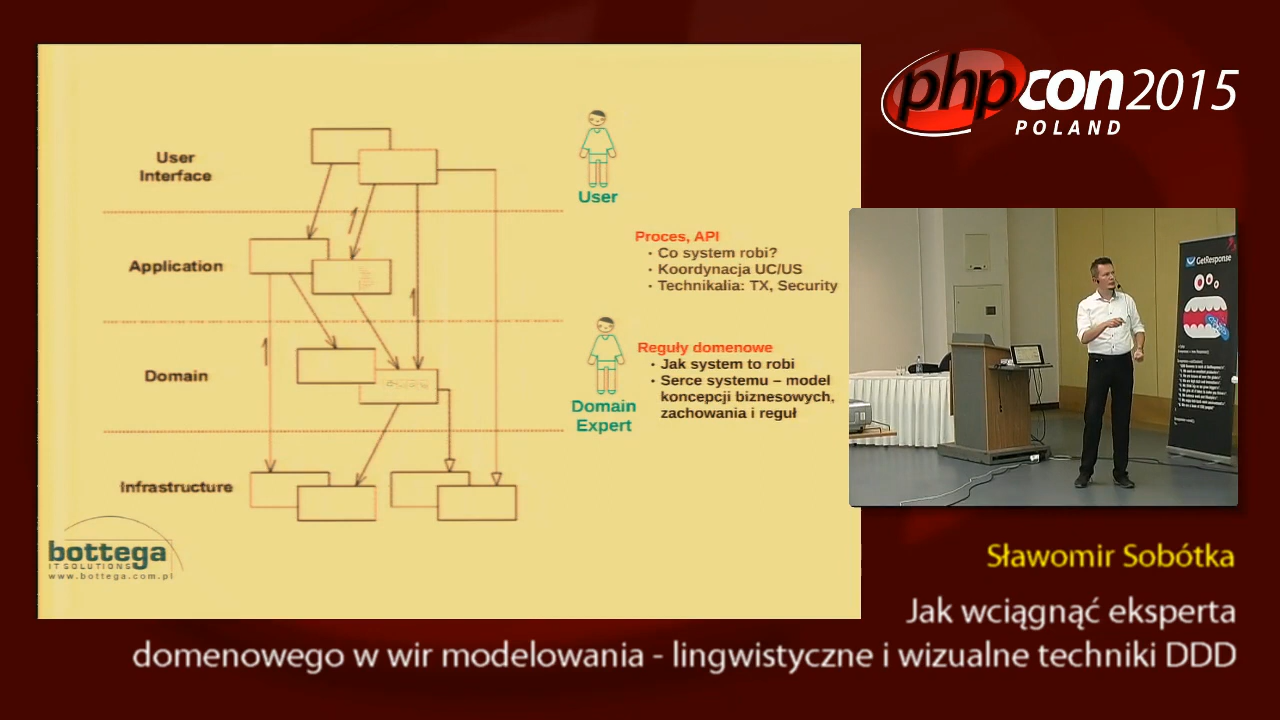 User
Interface
Application
Domain
Infrastructure
User
Proces, API
• Co system robi?
• Koordynacja UC/US
• Technikalia: TX, Security
Reguły domenowe
• Jak system to robi
• Serce systemu – model
koncepcji biznesowych,
zachowania i reguł
Domain
Expert
bottega
IT SOLUTIONS
www.bottega.com.pl
phpcon2015
POLAND
GetResponse
Sławomir Sobótka
Jak wciągnąć eksperta
domenowego w wir modelowania - lingwistyczne i wizualne techniki DDD